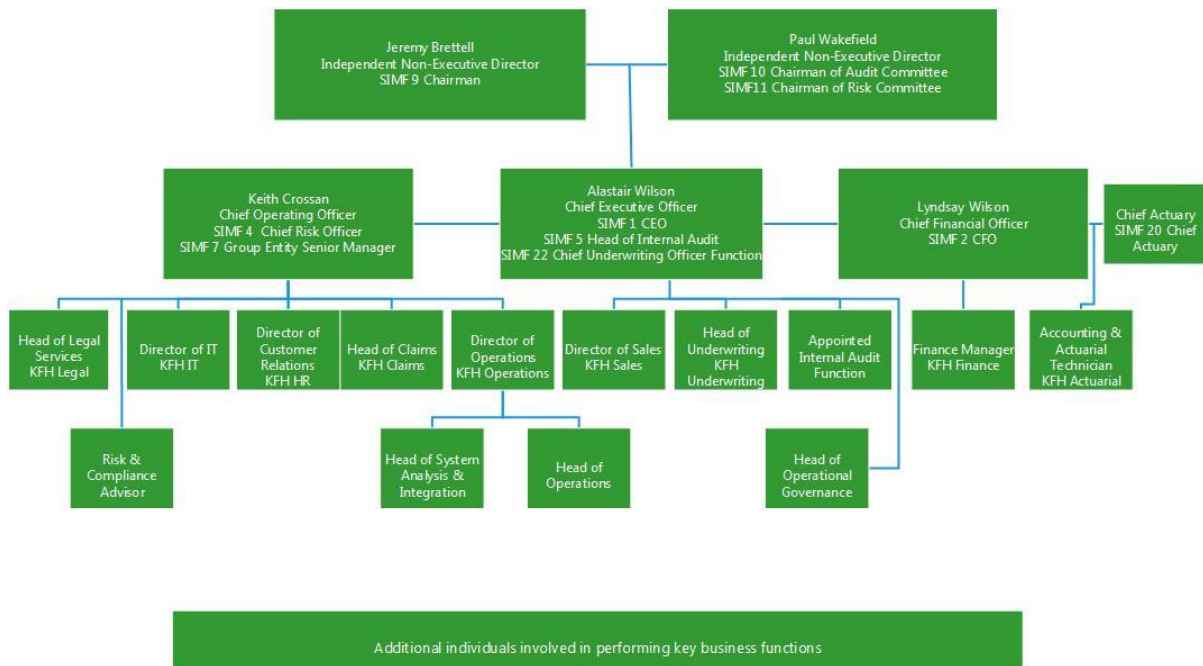 Jeremy Brettell
Independent Non-Executive Director
SIMF 9 Chairman
Paul Wakefield
Independent Non-Executive Director
SIMF 10 Chairman of Audit Committee
SIMF11 Chairman of Risk Committee
Keith Crossan
Chief Operating Officer
SIMF 4 Chief Risk Officer
SIMF 7 Group Entity Senior Manager
Alastair Wilson
Chief Executive Officer
SIMF 1 CEO
SIMF 5 Head of Internal Audit
SIMF 22 Chief Underwriting Officer Function
Lyndsay Wilson
Chief Financial Officer
SIMF 2 CFO
Chief Actuary
SIMF 20 Chief
Actuary
Head of Legal
Services
KFH Legal
Director of IT
KFH IT
Director of
Customer
Relations
KFH HR
Head of Claims
KFH Claims
Director of
Operations
KFH Operations
Director of Sales
KFH Sales
Head of
Underwriting
KFH
Underwriting
Appointed
Internal Audit
Function
Finance Manager
KFH Finance
Accounting &
Actuarial
Technician
KFH Actuarial
Risk &
Compliance
Advisor
Head of System
Analysis &
Integration
Head of
Operations
Head of
Operational
Governance
Additional individuals involved in performing key business functions